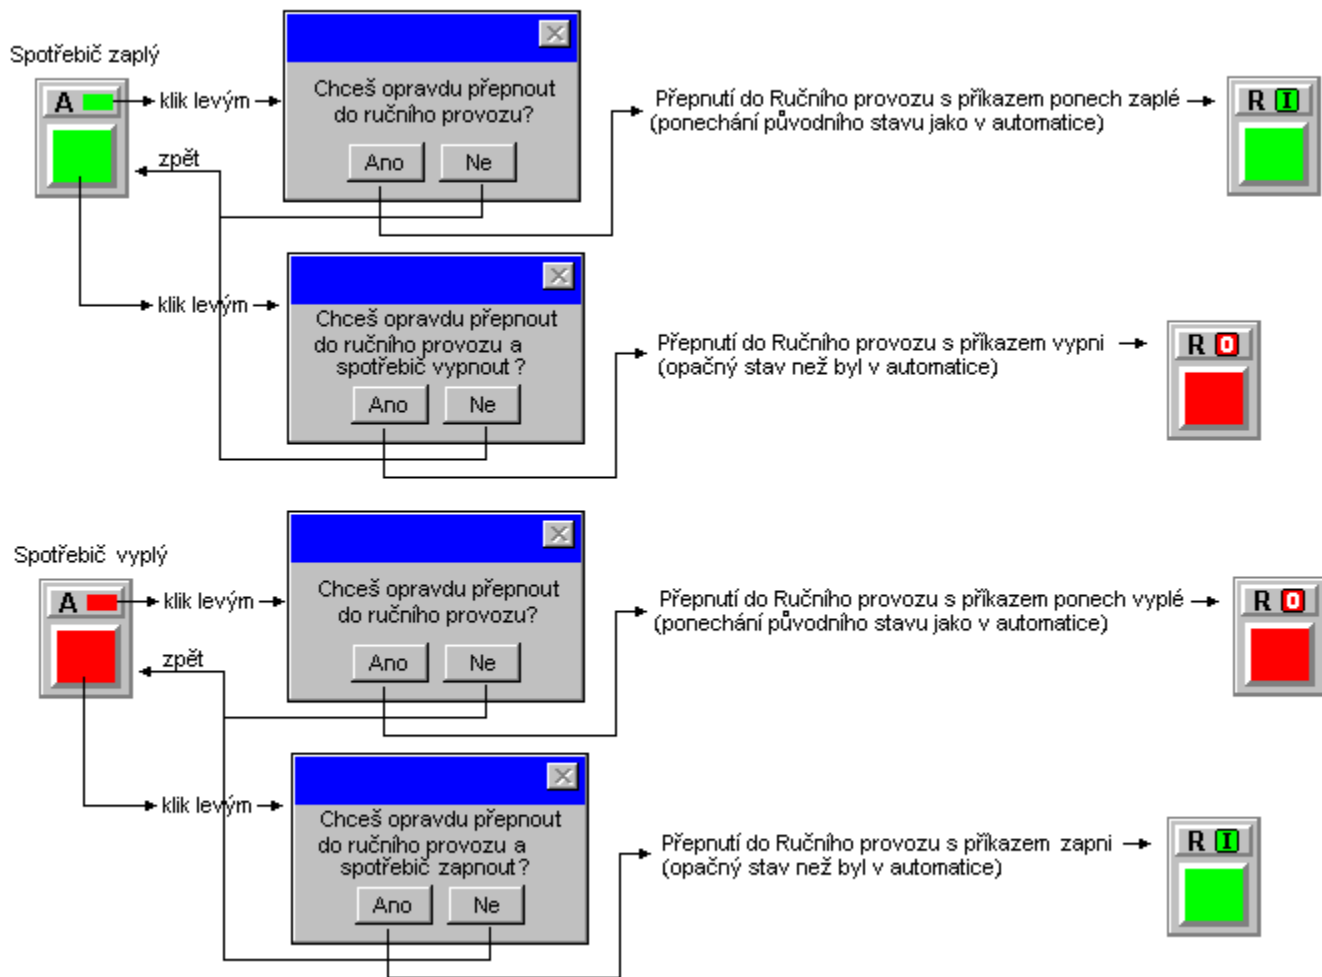 Spotřebič zaplý
A
klik levým
Chceš opravdu přepnout
do ručního provozu?
Ano
Ne
zpět
Přepnutí do Ručního provozu s příkazem ponech zaplé
(ponechání původního stavu jako v automatice)
R I
klik levým
Chceš opravdu přepnout
do ručního provozu a
spotřebič vypnout ?
Ano
Ne
Přepnutí do Ručního provozu s příkazem vypni
(opačný stav než byl v automatice)
R O
Spotřebič vyplý
A
klik levým
Chceš opravdu přepnout
do ručního provozu?
Ano
Ne
zpět
Přepnutí do Ručního provozu s příkazem ponech vyplé
(ponechání původního stavu jako v automatice)
R O
klik levým
Chceš opravdu přepnout
do ručního provozu a
spotřebič zapnout ?
Ano
Ne
Přepnutí do Ručního provozu s příkazem zapni
(opačný stav než byl v automatice)
R I